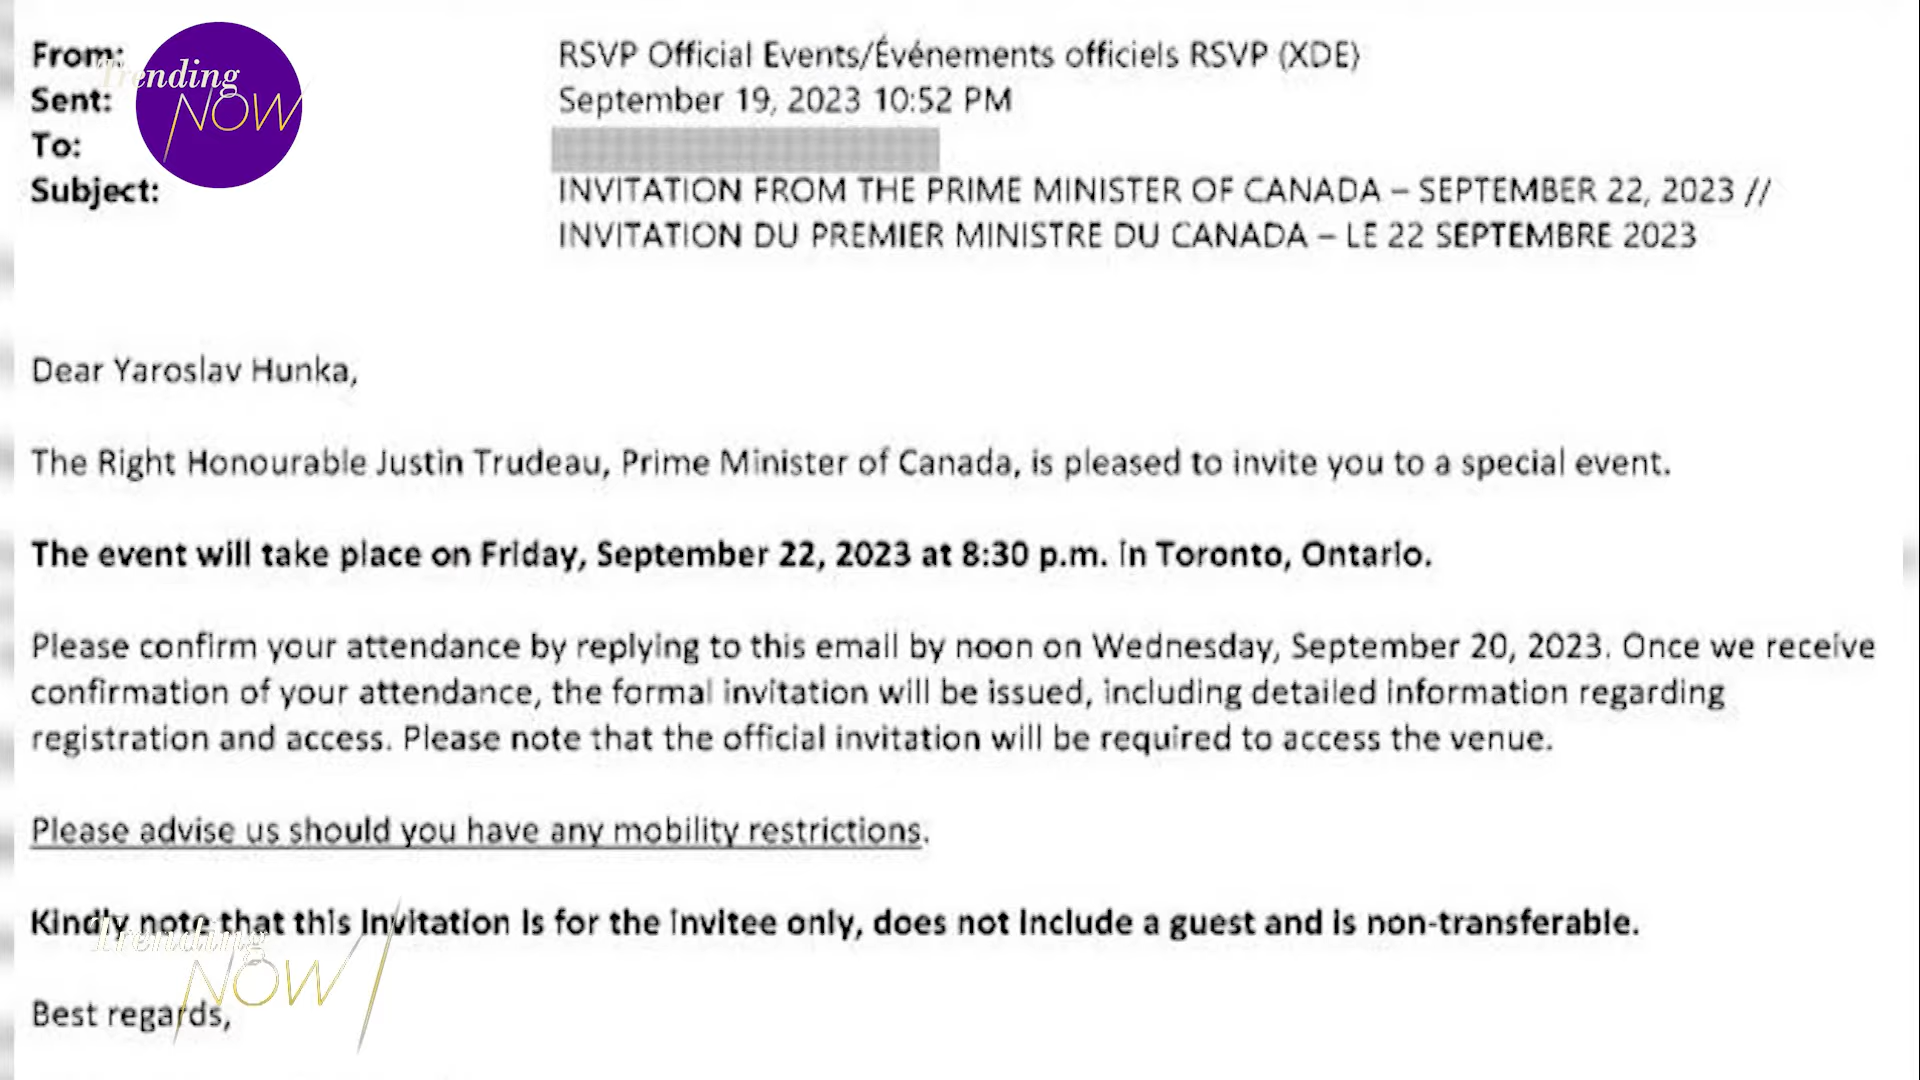 From: RSVP Official Events/Événements officiels RSVP (XDE)
Sent: September 19, 2023 10:52 PM
To:
Subject: INVITATION FROM THE PRIME MINISTER OF CANADA – SEPTEMBER 22, 2023 //
INVITATION DU PREMIER MINISTRE DU CANADA – LE 22 SEPTEMBRE 2023
Trending
NOW
Dear Yaroslav Hunka,
The Right Honourable Justin Trudeau, Prime Minister of Canada, is pleased to invite you to a special event.
The event will take place on Friday, September 22, 2023 at 8:30 p.m. in Toronto, Ontario.
Please confirm your attendance by replying to this email by noon on Wednesday, September 20, 2023. Once we receive
confirmation of your attendance, the formal invitation will be issued, including detailed information regarding
registration and access. Please note that the official invitation will be required to access the venue.
Please advise us should you have any mobility restrictions.
Kindly note that this invitation is for the invitee only, does not include a guest and is non-transferable.
Trending
NOW
Best regards,